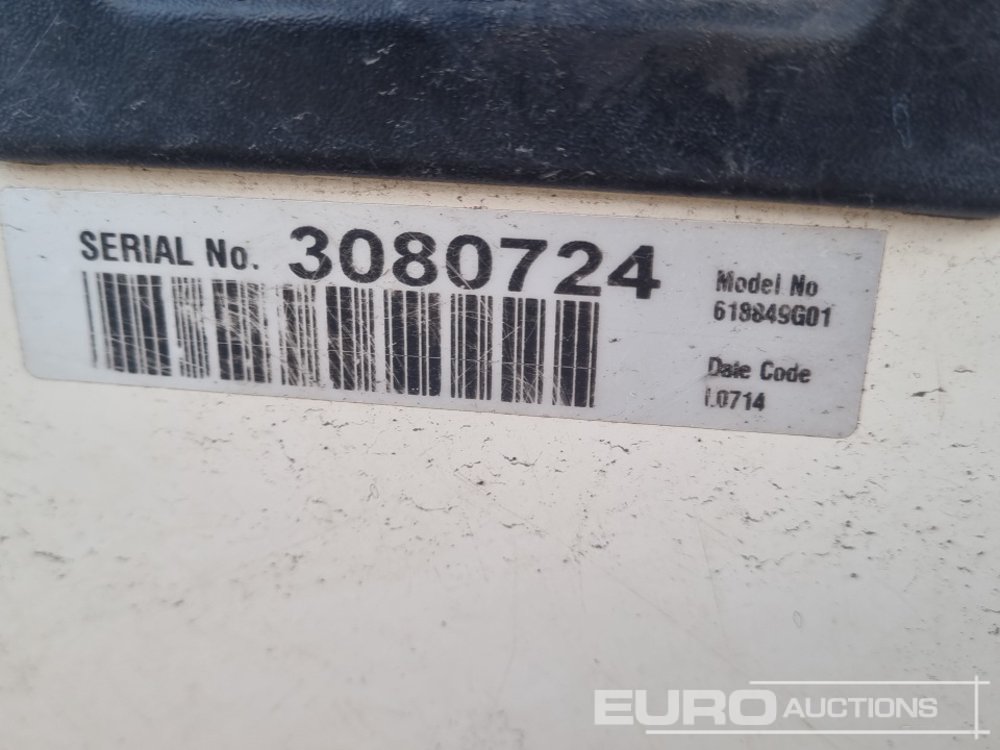 SERIAL No. 3080724
Model No
618849G01
Date Code
L0714
EURO AUCTIONS